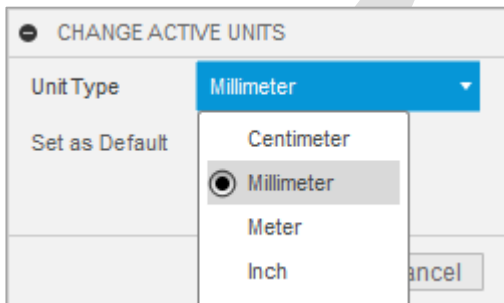 CHANGE ACTIVE UNITS
Unit Type Millimeter
Set as Default
Centimeter
Millimeter
Meter
Inch
ancel